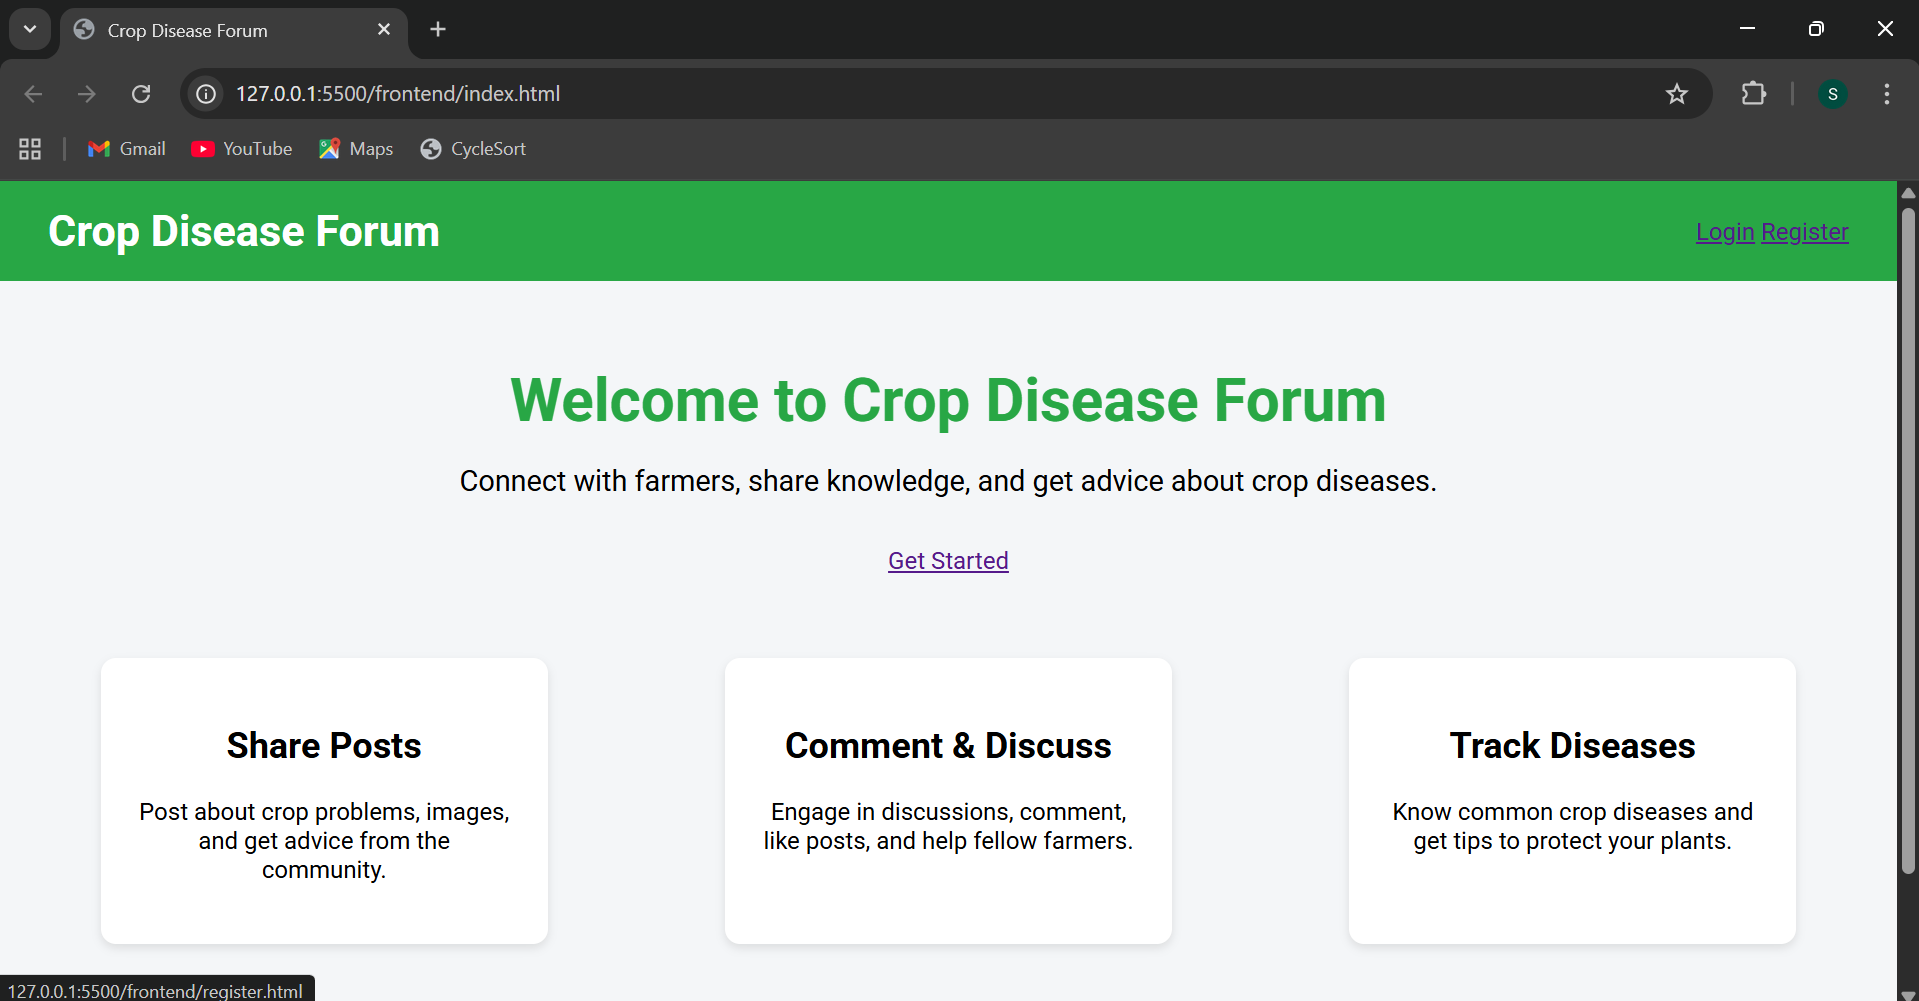 Crop Disease Forum
127.0.0.1:5500/frontend/index.html
S
Gmail YouTube Maps CycleSort
Crop Disease Forum
Login Register
Welcome to Crop Disease Forum
Connect with farmers, share knowledge, and get advice about crop diseases.
Get Started
Share Posts
Post about crop problems, images,
and get advice from the
community.
Comment & Discuss
Engage in discussions, comment,
like posts, and help fellow farmers.
Track Diseases
Know common crop diseases and
get tips to protect your plants.
127.0.0.1:5500/frontend/register.html